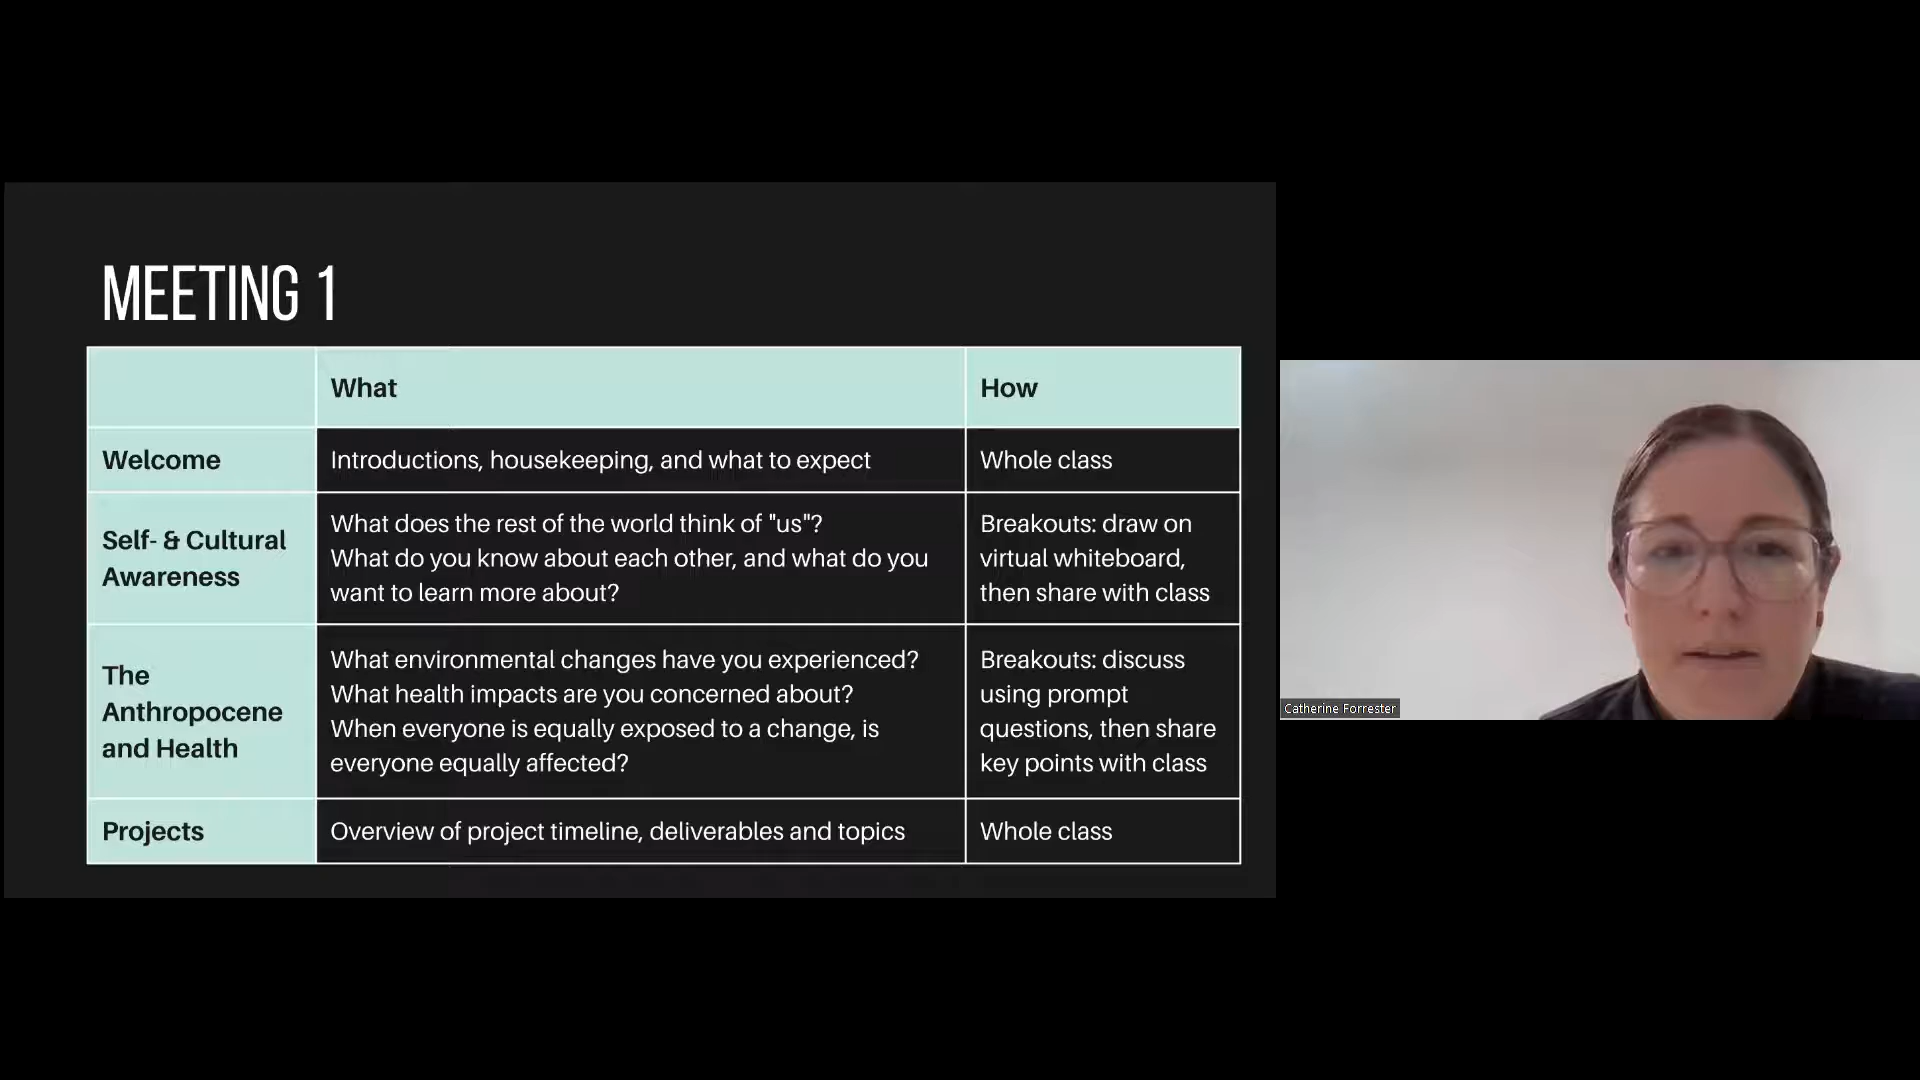 MEETING 1
What
How
Welcome
Introductions, housekeeping, and what to expect
Whole class
Self- & Cultural
Awareness
What does the rest of the world think of "us"?
What do you know about each other, and what do you
want to learn more about?
Breakouts: draw on
virtual whiteboard,
then share with class
The
Anthropocene
and Health
What environmental changes have you experienced?
What health impacts are you concerned about?
When everyone is equally exposed to a change, is
everyone equally affected?
Breakouts: discuss
using prompt
questions, then share
key points with class
Projects
Overview of project timeline, deliverables and topics
Whole class
Catherine Forrester